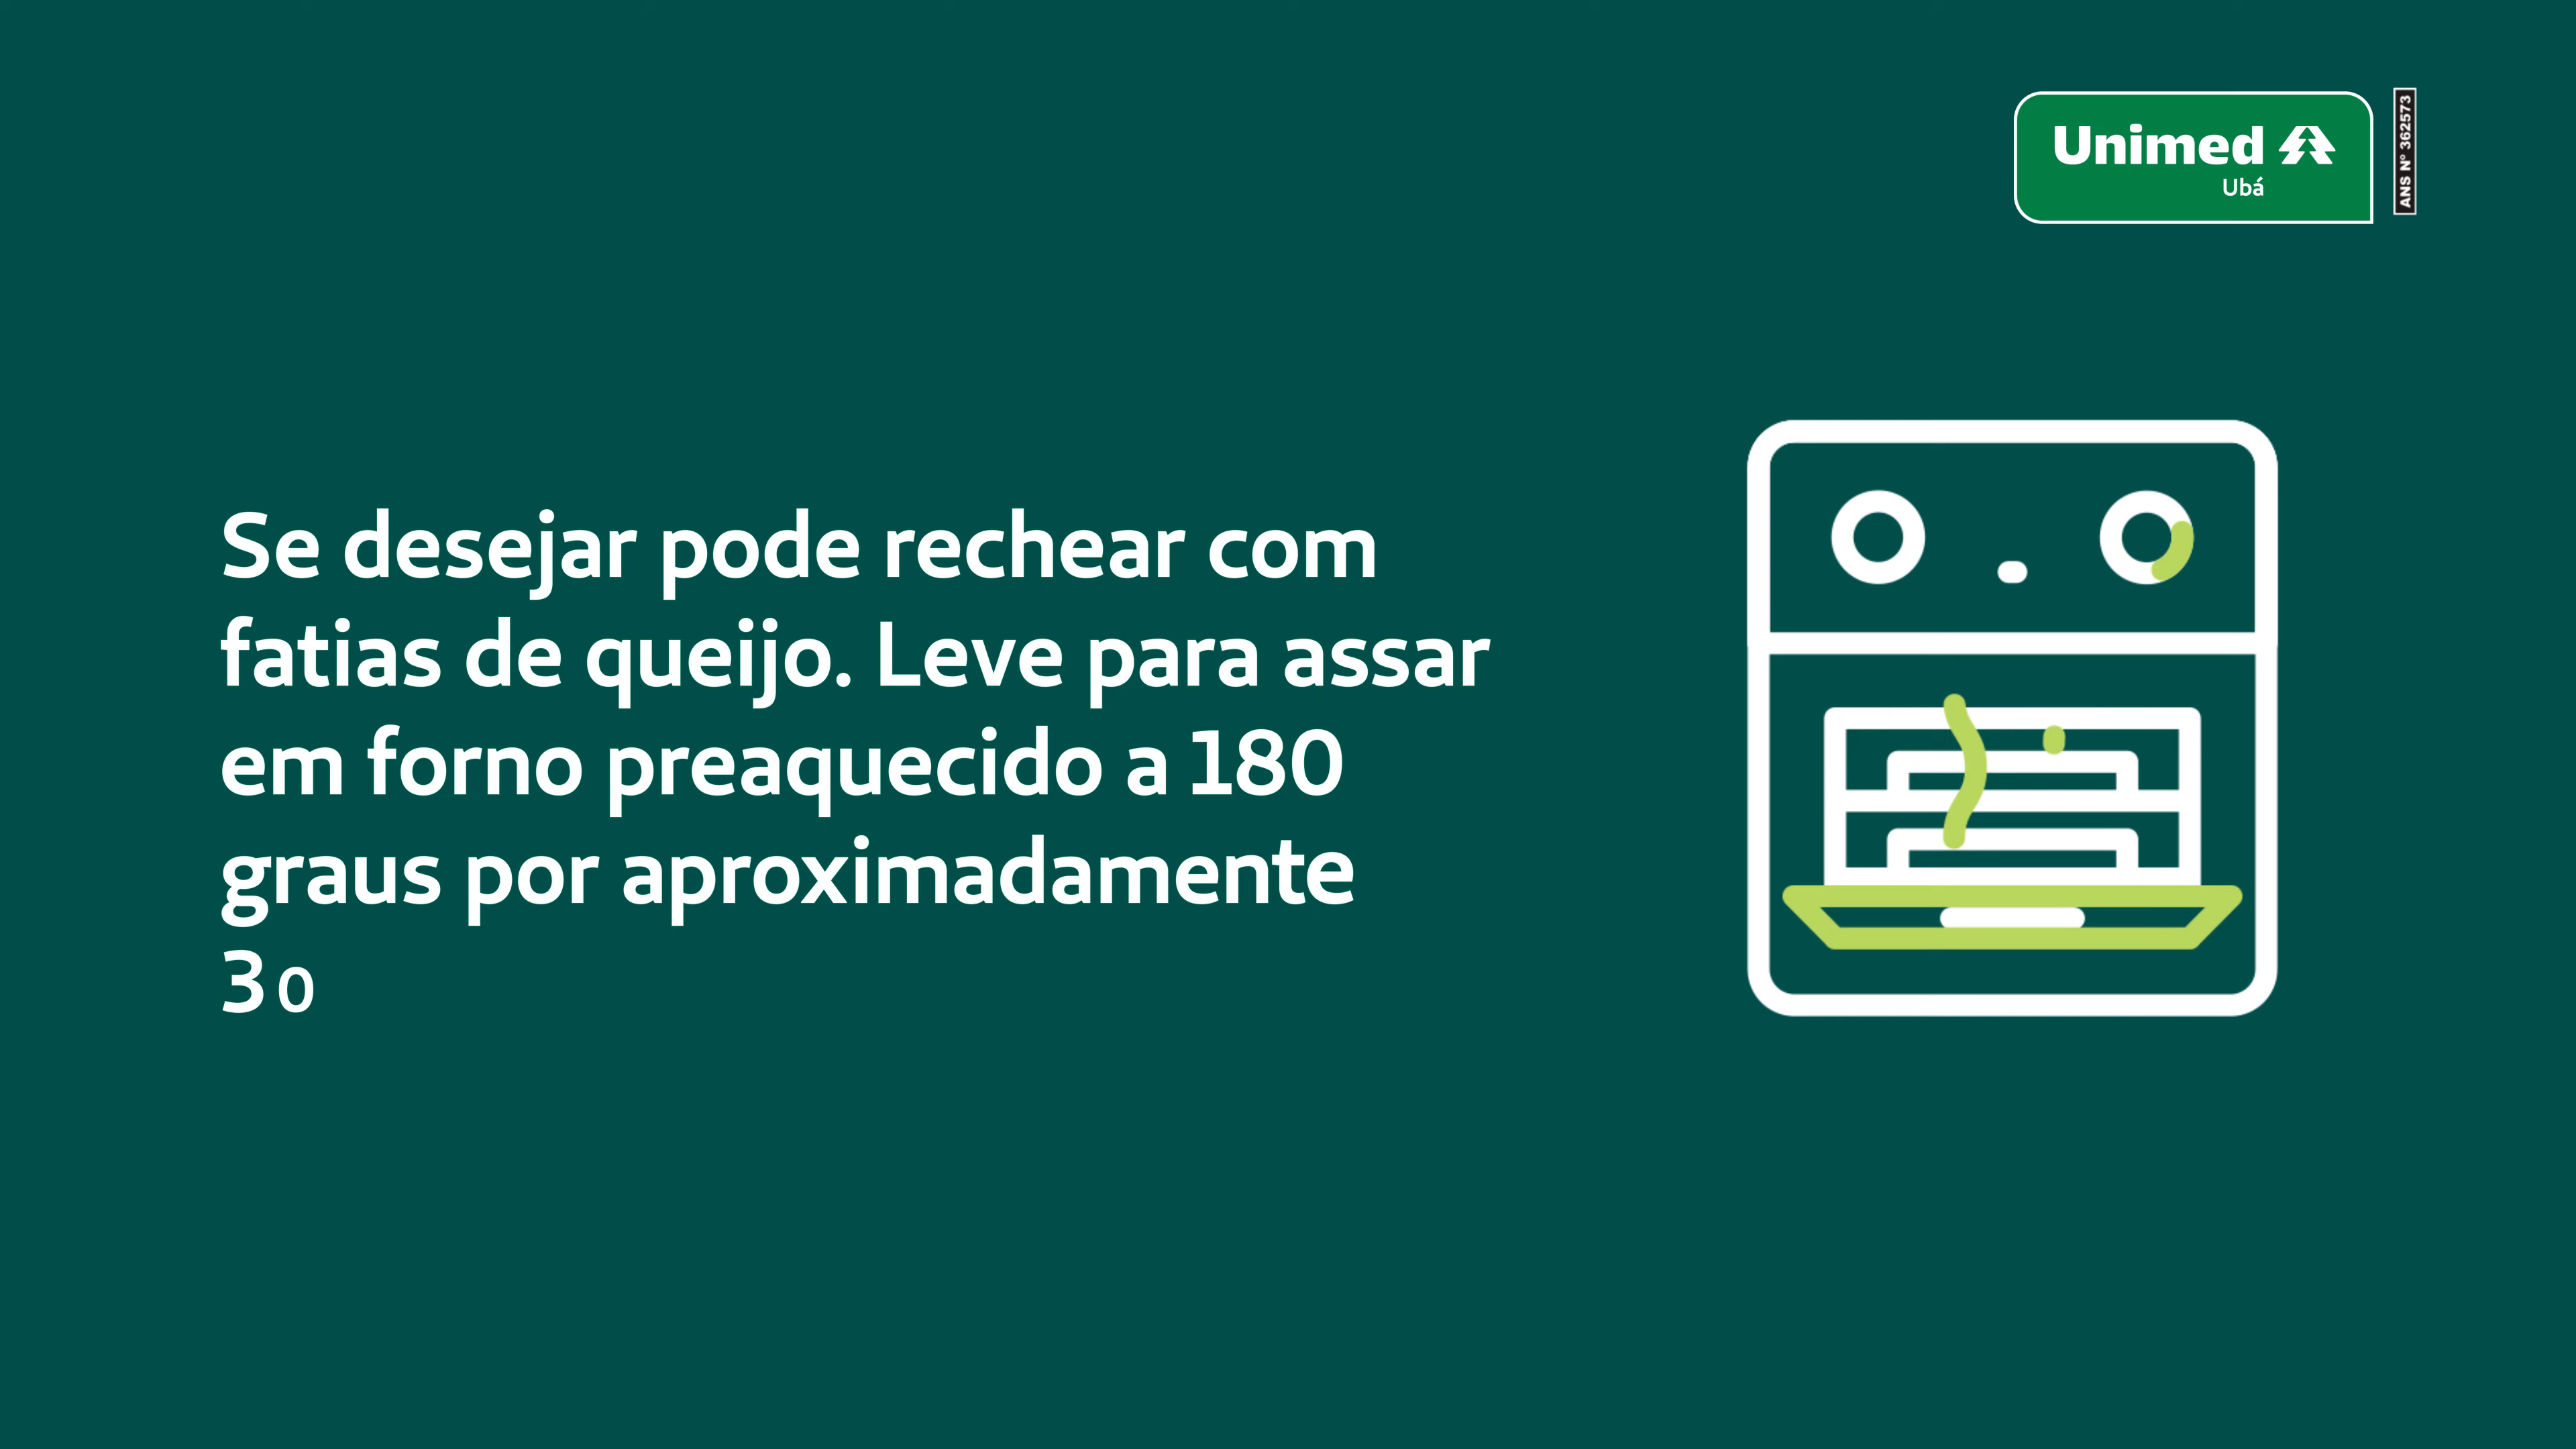 Unimed
Ubá
ANS Nº 362573
Se desejar pode rechear com
fatias de queijo. Leve para assar
em forno preaquecido a 180
graus por aproximadamente
30